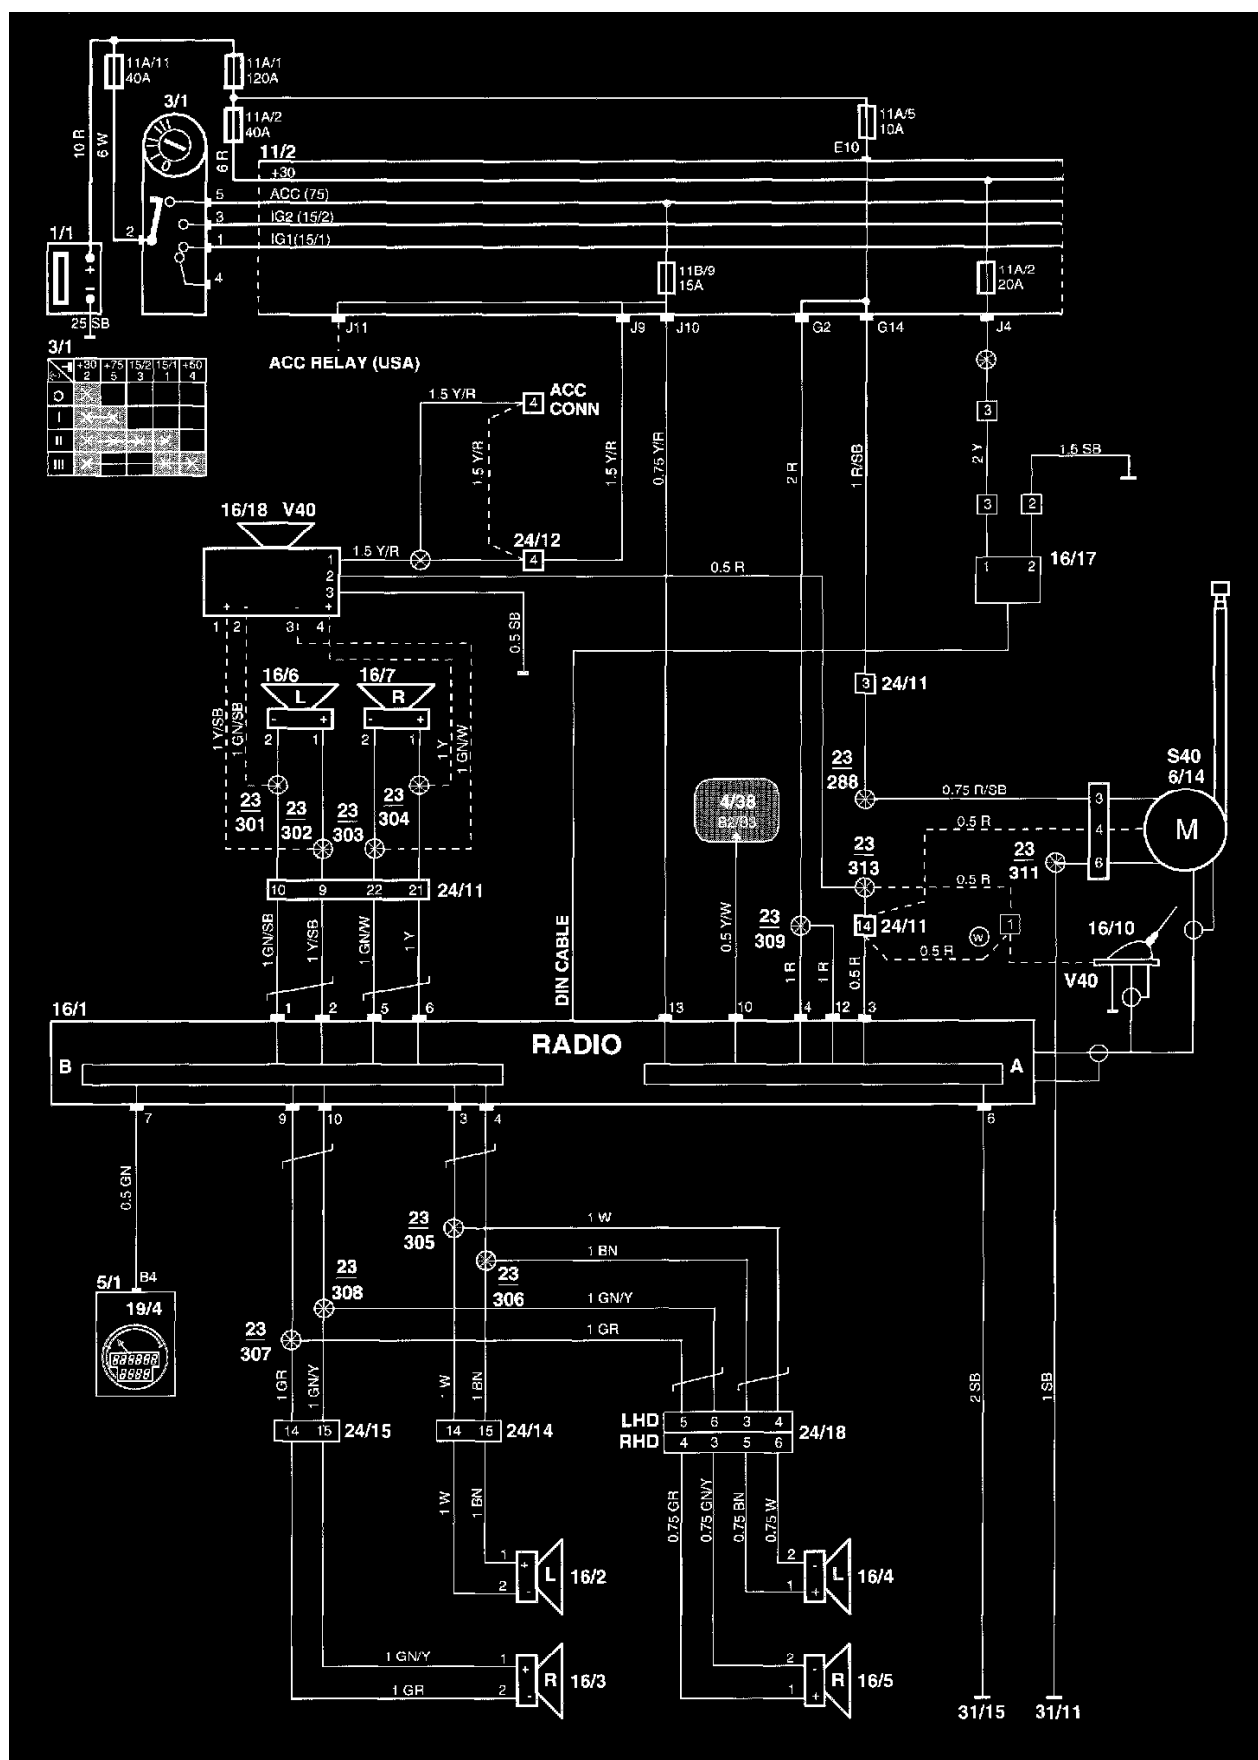 11A/11
40A
11A/1
120A
3/1
11A/2
40A
11A/5
10A
E10
10 R
6 W
6 R
11/2
+30
5
ACC (75)
3
IG2 (15/2)
1
IG1(15/1)
2
4
O
1/1
+
-
25 SB
11B/9
15A
11A/2
20A
J11
J9
J10
G2
G14
J4
3/1
+30
2
+75
5
15/2
3
15/1
1
+50
4
O
I
II
III
ACC RELAY (USA)
1.5 Y/R
4
ACC
CONN
3
1.5 Y/R
1.5 Y/R
0.75 Y/R
2 R
1 R/SB
2 Y
1.5 SB
3
2
16/18 V40
24/12
1.5 Y/R
4
1
2
3
0.5 R
1
2
16/17
+ - - +
1 2 3 4
0.5 SB
16/6
16/7
L
R
- +
- +
2 1
2 1
1 Y/SB
1 GN/SB
1 Y
1 GN/W
3
24/11
S40
6/14
23
288
0.75 R/SB
3
4/38
B2/33
0.5 R
4
M
23
301
23
302
23
303
23
304
23
313
23
311
6
0.5 R
10 9 22 21
24/11
23
309
14
24/11
1
W
16/10
1 GN/SB
1 Y/SB
1 GN/W
1 Y
DIN CABLE
0.5 Y/W
1 R
1 R
0.5 R
0.5 R
V40
16/1
1
2
5
6
13
10
4
12
3
RADIO
B
A
7
9
10
3
4
6
0.5 GN
23
305
1 W
1 BN
5/1
B4
23
308
23
306
1 GN/Y
19/4
23
307
1 GR
1 GR
1 GN/Y
1 W
1 BN
2 SB
1 SB
14 15
24/15
14 15
24/14
LHD
5 6 3 4
RHD
4 3 5 6
24/18
1 W
1 BN
0.75 GR
0.75 GN/Y
0.75 BN
0.75 W
1
2
+
-
L
16/2
2
1
-
+
L
16/4
1 GN/Y
1
1 GR
2
+
-
R
16/3
2
1
-
+
R
16/5
31/15
31/11